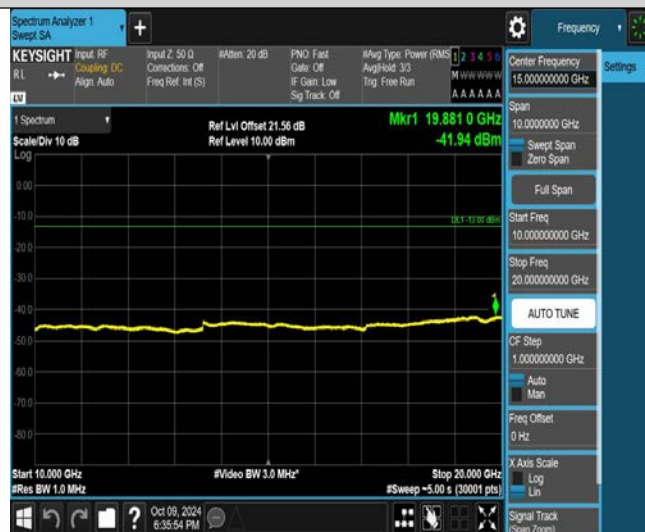 Spectrum Analyzer 1
Swept SA
+
Frequency
KEYSIGHT
RL
Input: RF
Coupling: DC
Align: Auto
Input Z: 50 Ω
Corrections: Off
Freq Ref: Int (S)
#Atten: 20 dB
PNO: Fast
Gate: Off
IF Gain: Low
Sig Track: Off
#Avg Type: Power (RMS
Avg|Hold: 3/3
Trig: Free Run
1 2 3 4 5 6
M W W W W W
A A A A A A
LXI
1 Spectrum
Scale/Div 10 dB
Log
Ref Lvl Offset 21.56 dB
Ref Level 10.00 dBm
Mkr1 19.881 0 GHz
-41.94 dBm
0.00
-10.0
-20.0
-30.0
-40.0
-50.0
-60.0
-70.0
-80.0
DL1 -13.00 dBm
1
Start 10.000 GHz
#Res BW 1.0 MHz
#Video BW 3.0 MHz*
Stop 20.000 GHz
#Sweep ~5.00 s (30001 pts)
Center Frequency
15.000000000 GHz
Settings
Span
10.0000000 GHz
Swept Span
Zero Span
Full Span
Start Freq
10.000000000 GHz
Stop Freq
20.000000000 GHz
AUTO TUNE
CF Step
1.000000000 GHz
Auto
Man
Freq Offset
0 Hz
X Axis Scale
Log
Lin
Signal Track
(Span Zoom)
?
Oct 09, 2024
6:35:54 PM